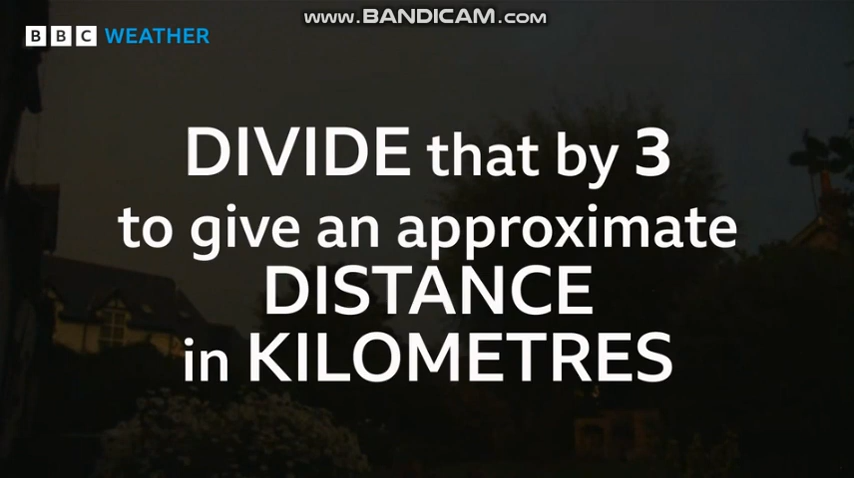 www.BANDICAM.com
BBC WEATHER
DIVIDE that by 3
to give an approximate
DISTANCE
in KILOMETRES